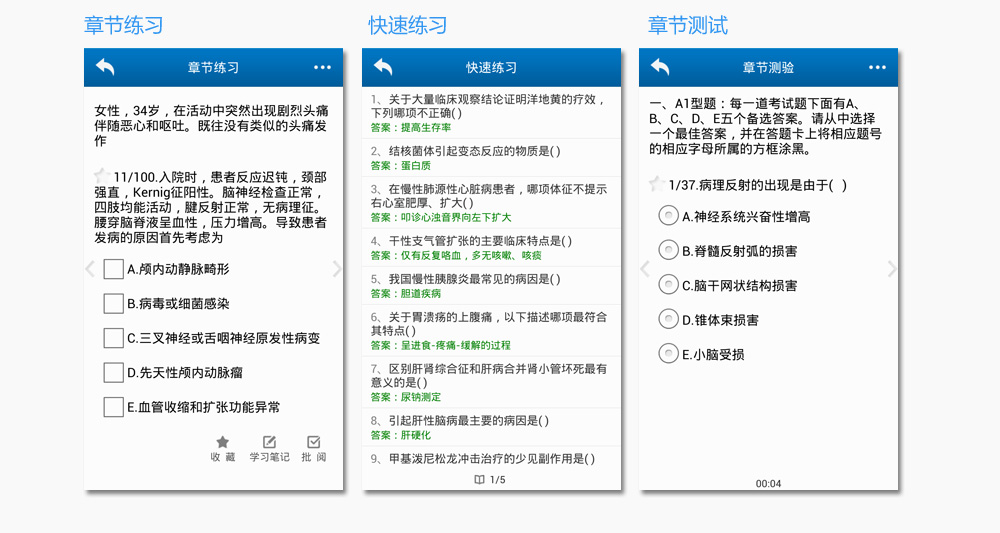 章节练习
章节练习
女性，34岁，在活动中突然出现剧烈头痛
伴随恶心和呕吐。既往没有类似的头痛发
作
11/100.入院时，患者反应迟钝，颈部
强直，Kernig征阳性。脑神经检查正常，
四肢均能活动，腱反射正常，无病理征。
腰穿脑脊液呈血性，压力增高。导致患者
发病的原因首先考虑为
A.颅内动静脉畸形
B.病毒或细菌感染
C.三叉神经或舌咽神经原发性病变
D.先天性颅内动脉瘤
E.血管收缩和扩张功能异常
收 藏 学习笔记 批 阅
快速练习
快速练习
1、关于大量临床观察结论证明洋地黄的疗效，
下列哪项不正确( )
答案：提高生存率
2、结核菌体引起变态反应的物质是( )
答案：蛋白质
3、在慢性肺源性心脏病患者，哪项体征不提示
右心室肥厚、扩大( )
答案：叩诊心浊音界向左下扩大
4、干性支气管扩张的主要临床特点是( )
答案：仅有反复咯血，多无咳嗽、咳痰
5、我国慢性胰腺炎最常见的病因是( )
答案：胆道疾病
6、关于胃溃疡的上腹痛，以下描述哪项最符合
其特点( )
答案：呈进食-疼痛-缓解的过程
7、区别肝肾综合征和肝病合并肾小管坏死最有
意义的是( )
答案：尿钠测定
8、引起肝性脑病最主要的病因是( )
答案：肝硬化
9、甲基泼尼松龙冲击治疗的少见副作用是( )
1/5
章节测试
章节测验
一、A1型题：每一道考试题下面有A、
B、C、D、E五个备选答案。请从中选择
一个最佳答案，并在答题卡上将相应题号
的相应字母所属的方框涂黑。
1/37.病理反射的出现是由于( )
A.神经系统兴奋性增高
B.脊髓反射弧的损害
C.脑干网状结构损害
D.锥体束损害
E.小脑受损
00:04